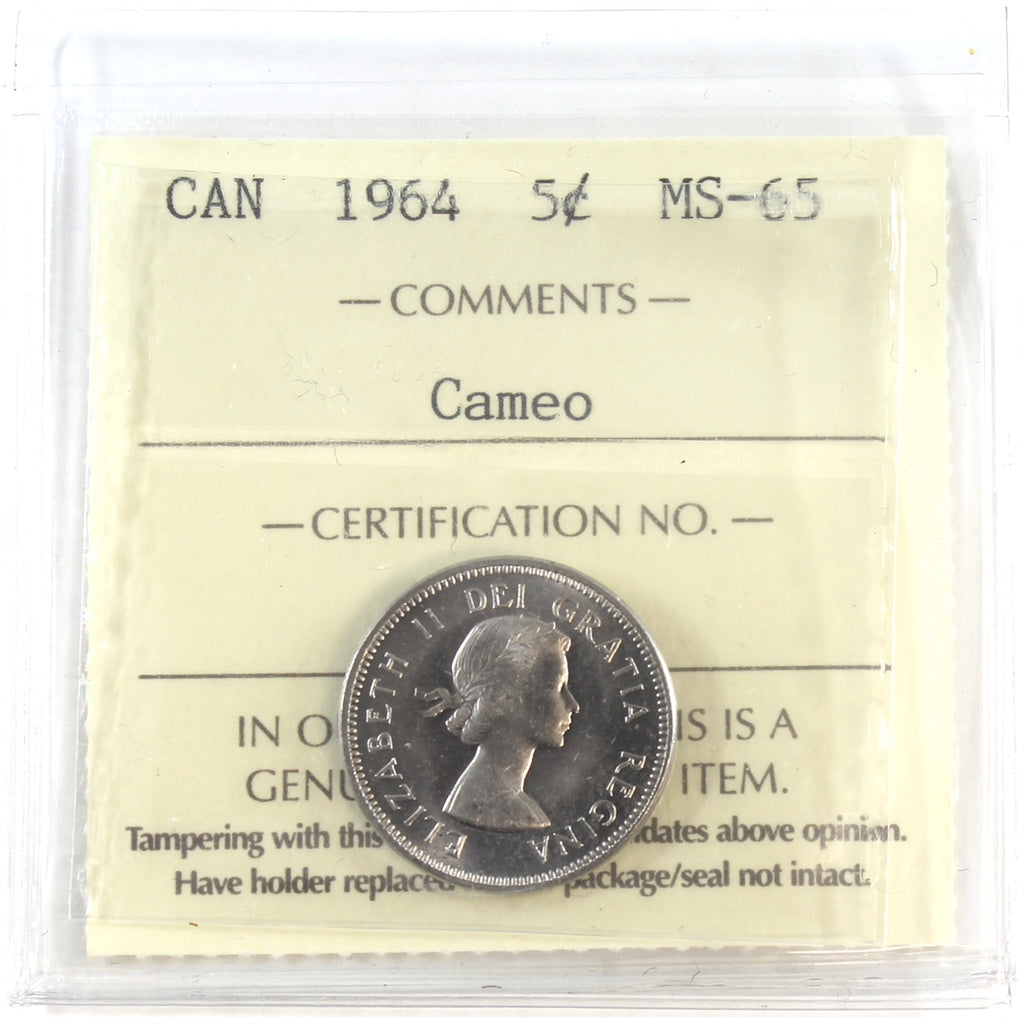 CAN 1964 5¢ MS-65
— COMMENTS —
Cameo
— CERTIFICATION NO. —
ELIZABETH II DEI GRATIA REGINA
IN O IS IS A
GENU ITEM.
Tampering with this idates above opinion.
Have holder replaced package/seal not intact.